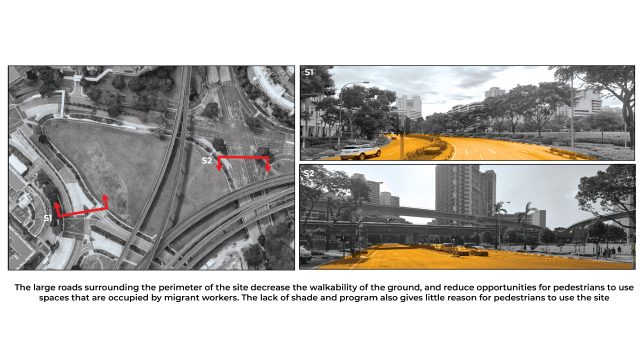 S1
S2
S1
S2
The large roads surrounding the perimeter of the site decrease the walkability of the ground, and reduce opportunities for pedestrians to use
spaces that are occupied by migrant workers. The lack of shade and program also gives little reason for pedestrians to use the site